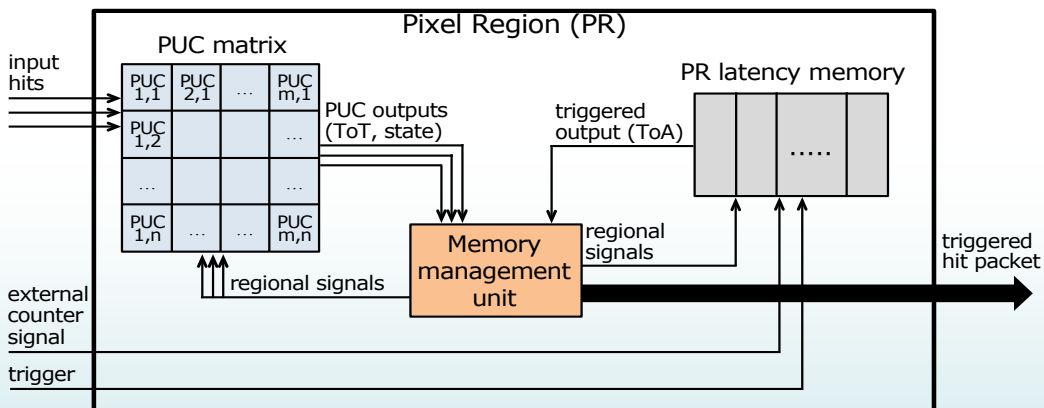 Pixel Region (PR)
PUC matrix
input
hits
PUC
1,1
PUC
2,1
...
PUC
m,1
PUC
1,2
...
...
...
PUC
1,n
...
...
PUC
m,n
PUC outputs
(ToT, state)
PR latency memory
triggered
output (ToA)
.....
Memory
management
unit
regional
signals
regional signals
triggered
hit packet
external
counter
signal
trigger